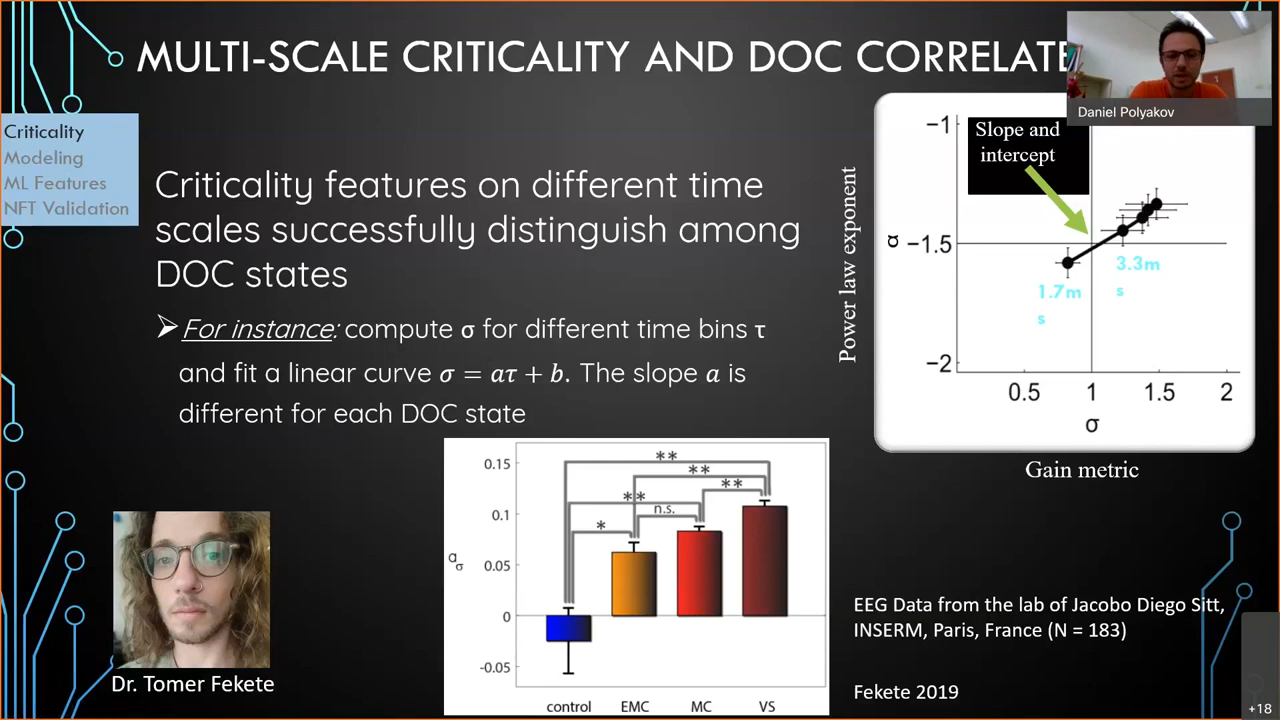 MULTI-SCALE CRITICALITY AND DOC CORRELATE
Daniel Polyakov
Criticality
Modeling
ML Features
NFT Validation
Criticality features on different time
scales successfully distinguish among
DOC states
For instance: compute σ for different time bins τ
and fit a linear curve σ = aτ + b. The slope a is
different for each DOC state
Slope and
intercept
Power law exponent
α
−1
−1.5
−2
3.3m
s
1.7m
s
0.5 1 1.5 2
σ
Gain metric
0.15
0.1
0.05
0
-0.05
aσ
**
**
**
**
n.s.
*
control EMC MC VS
Dr. Tomer Fekete
EEG Data from the lab of Jacobo Diego Sitt,
INSERM, Paris, France (N = 183)
Fekete 2019
+18